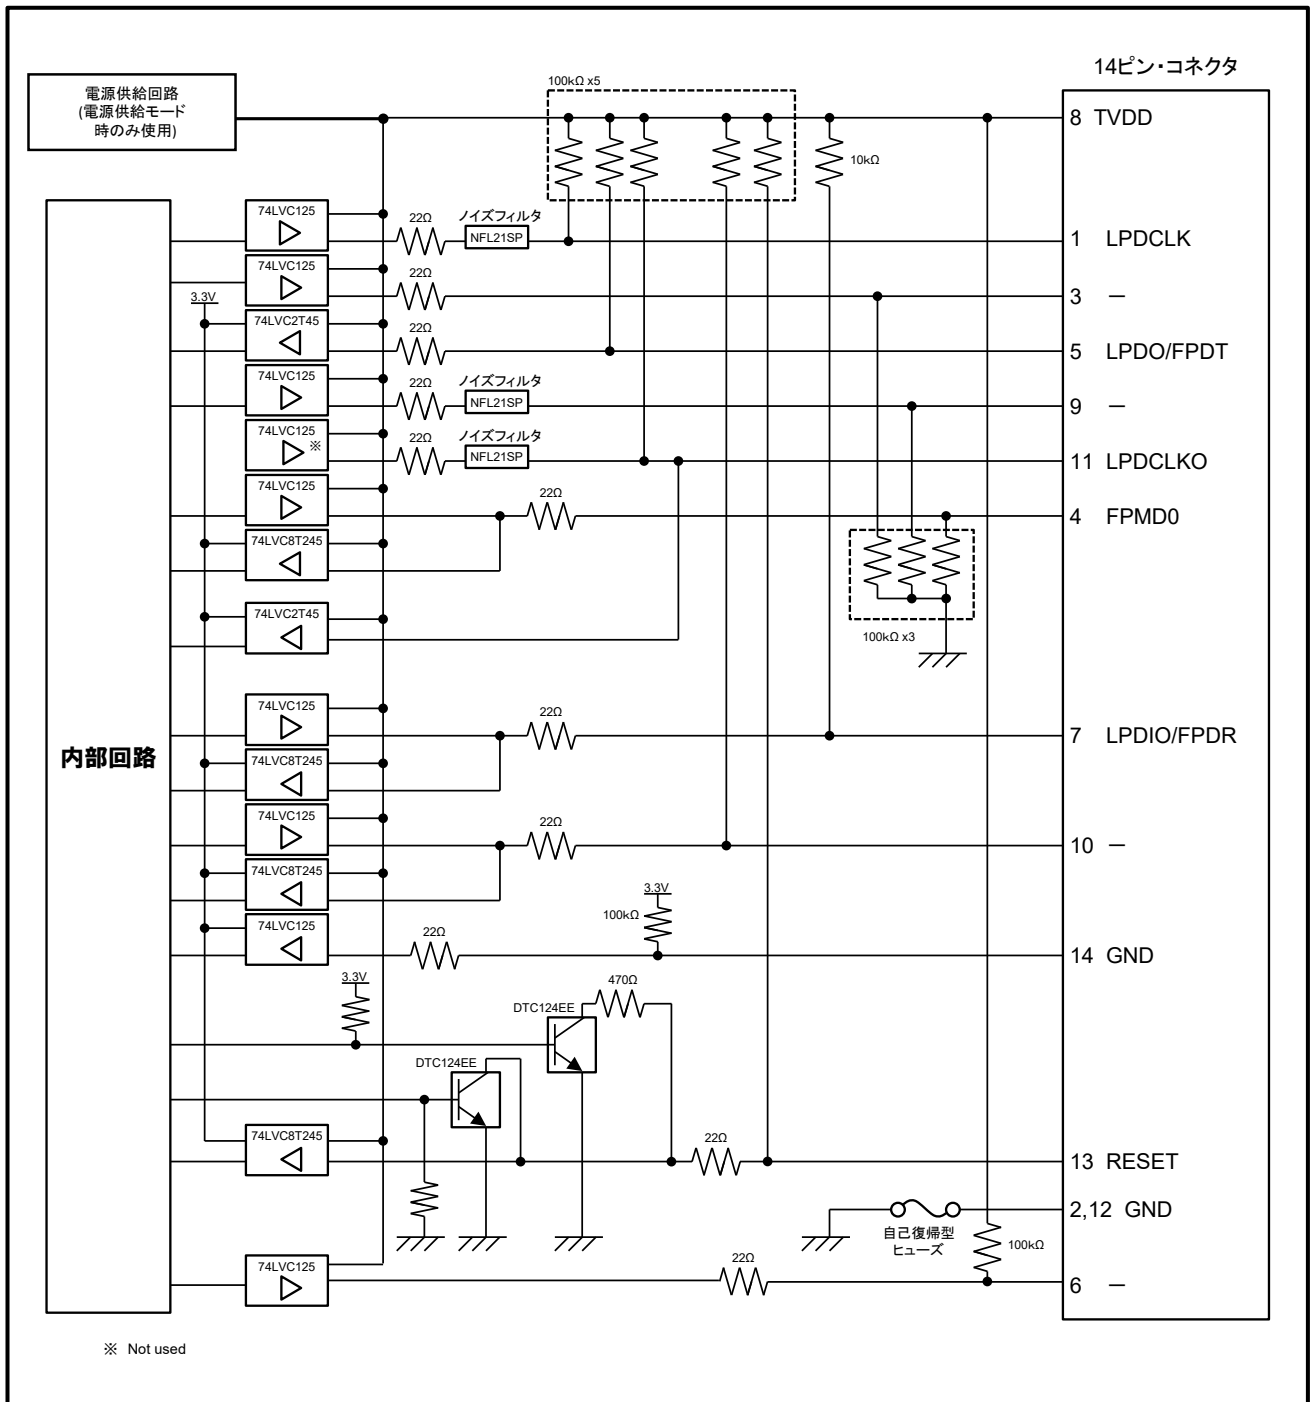 14ピン・コネクタ
電源供給回路
(電源供給モード
時のみ使用)
100kΩ x5
8 TVDD
10kΩ
74LVC125
22Ω
ノイズフィルタ
NFL21SP
1 LPDCLK
74LVC125
22Ω
3 －
3.3V
74LVC2T45
22Ω
5 LPDO/FPDT
74LVC125
22Ω
ノイズフィルタ
NFL21SP
9 －
74LVC125
※
22Ω
ノイズフィルタ
NFL21SP
11 LPDCLKO
74LVC125
22Ω
4 FPMD0
74LVC8T245
74LVC2T45
100kΩ x3
74LVC125
22Ω
7 LPDIO/FPDR
内部回路
74LVC8T245
74LVC125
22Ω
10 －
74LVC8T245
3.3V
100kΩ
74LVC125
22Ω
14 GND
3.3V
470Ω
DTC124EE
DTC124EE
74LVC8T245
22Ω
13 RESET
2,12 GND
自己復帰型
ヒューズ
100kΩ
74LVC125
22Ω
6 －
※ Not used